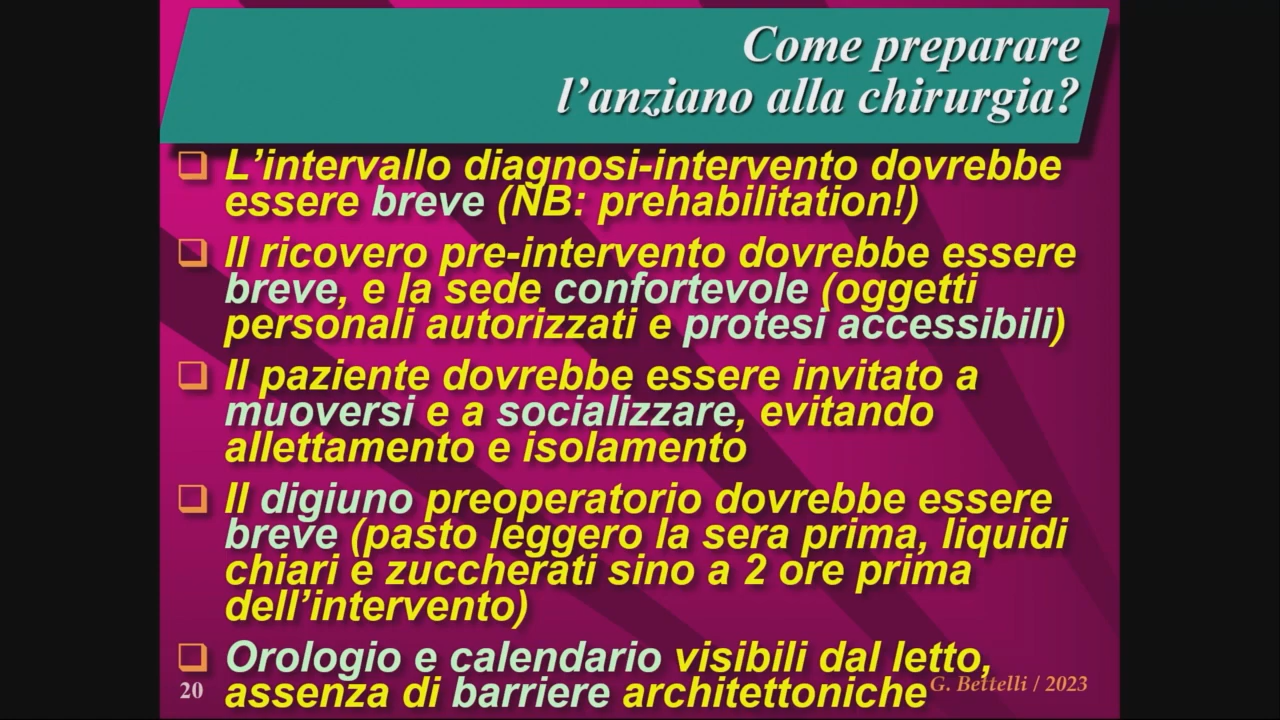 Come preparare
l’anziano alla chirurgia?
L’intervallo diagnosi-intervento dovrebbe
essere breve (NB: prehabilitation!)
Il ricovero pre-intervento dovrebbe essere
breve, e la sede confortevole (oggetti
personali autorizzati e protesi accessibili)
Il paziente dovrebbe essere invitato a
muoversi e a socializzare, evitando
allettamento e isolamento
Il digiuno preoperatorio dovrebbe essere
breve (pasto leggero la sera prima, liquidi
chiari e zuccherati sino a 2 ore prima
dell’intervento)
Orologio e calendario visibili dal letto,
assenza di barriere architettoniche
20
G. Bettelli / 2023